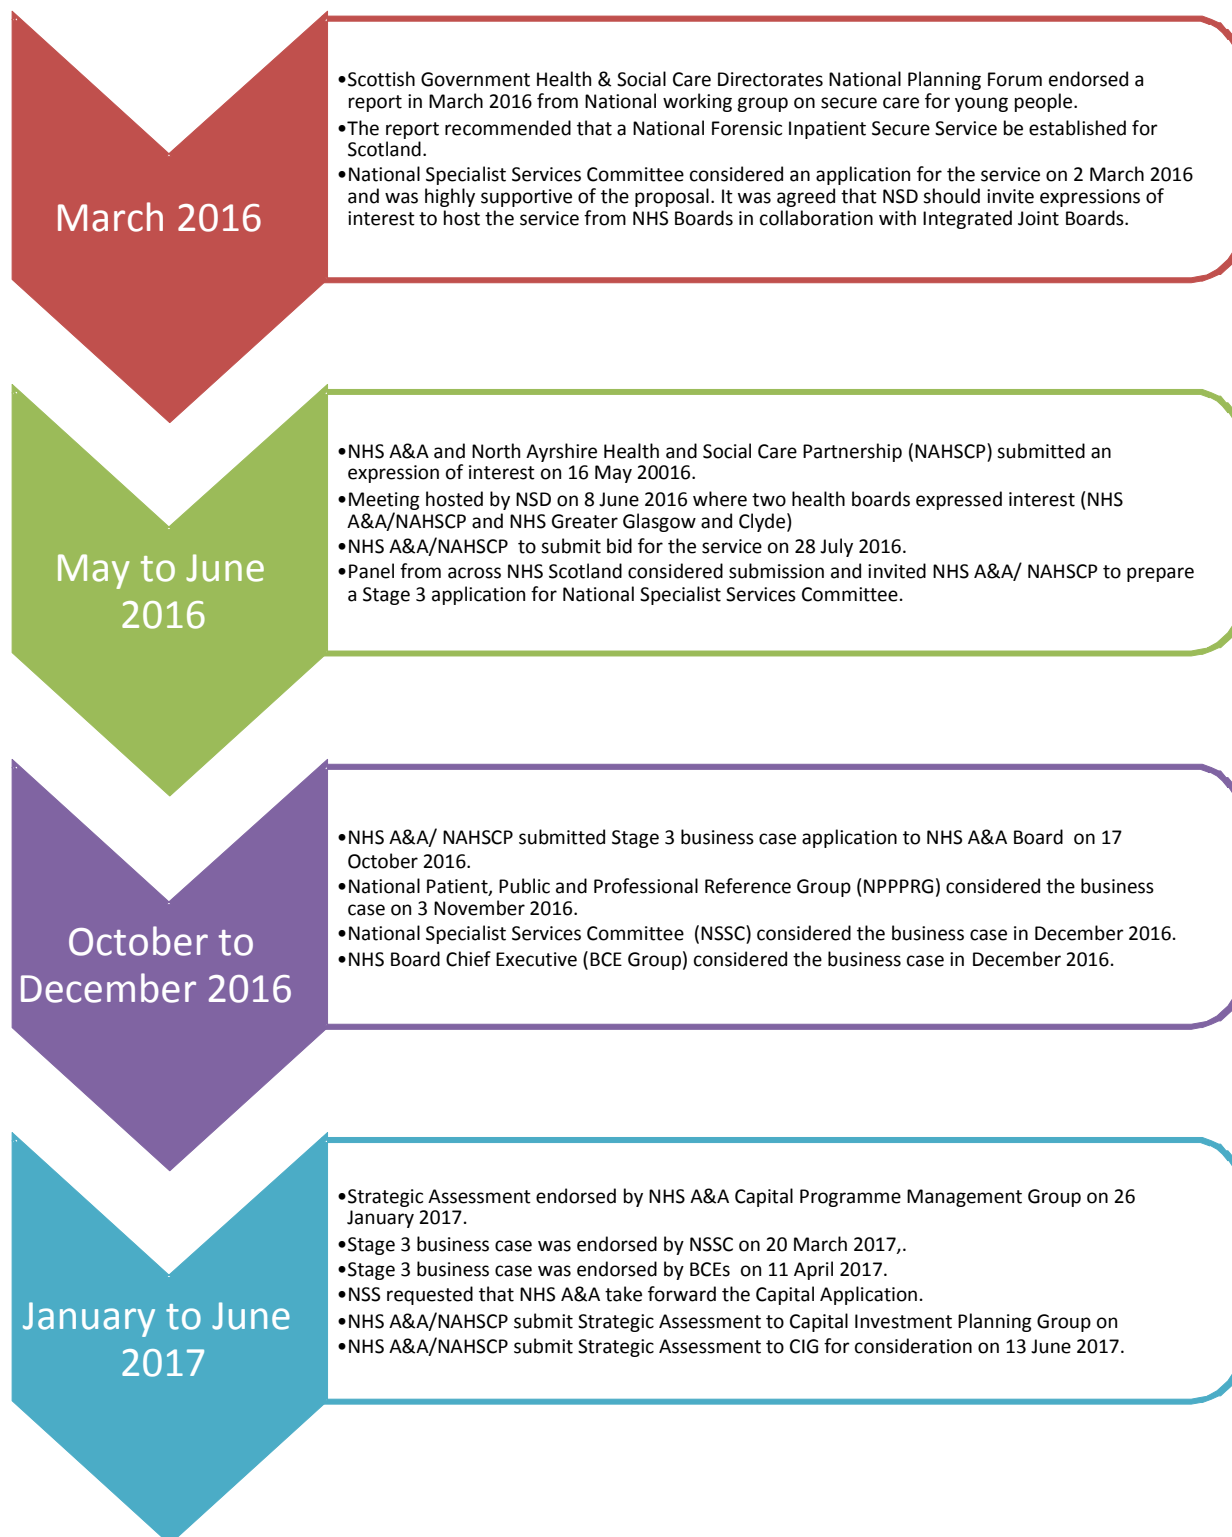 March 2016
•Scottish Government Health & Social Care Directorates National Planning Forum endorsed a
report in March 2016 from National working group on secure care for young people.
•The report recommended that a National Forensic Inpatient Secure Service be established for
Scotland.
•National Specialist Services Committee considered an application for the service on 2 March 2016
and was highly supportive of the proposal. It was agreed that NSD should invite expressions of
interest to host the service from NHS Boards in collaboration with Integrated Joint Boards.
May to June
2016
•NHS A&A and North Ayrshire Health and Social Care Partnership (NAHSCP) submitted an
expression of interest on 16 May 20016.
•Meeting hosted by NSD on 8 June 2016 where two health boards expressed interest (NHS
A&A/NAHSCP and NHS Greater Glasgow and Clyde)
•NHS A&A/NAHSCP to submit bid for the service on 28 July 2016.
•Panel from across NHS Scotland considered submission and invited NHS A&A/ NAHSCP to prepare
a Stage 3 application for National Specialist Services Committee.
October to
December 2016
•NHS A&A/ NAHSCP submitted Stage 3 business case application to NHS A&A Board on 17
October 2016.
•National Patient, Public and Professional Reference Group (NPPPRG) considered the business
case on 3 November 2016.
•National Specialist Services Committee (NSSC) considered the business case in December 2016.
•NHS Board Chief Executive (BCE Group) considered the business case in December 2016.
January to June
2017
•Strategic Assessment endorsed by NHS A&A Capital Programme Management Group on 26
January 2017.
•Stage 3 business case was endorsed by NSSC on 20 March 2017,.
•Stage 3 business case was endorsed by BCEs on 11 April 2017.
•NSS requested that NHS A&A take forward the Capital Application.
•NHS A&A/NAHSCP submit Strategic Assessment to Capital Investment Planning Group on
•NHS A&A/NAHSCP submit Strategic Assessment to CIG for consideration on 13 June 2017.